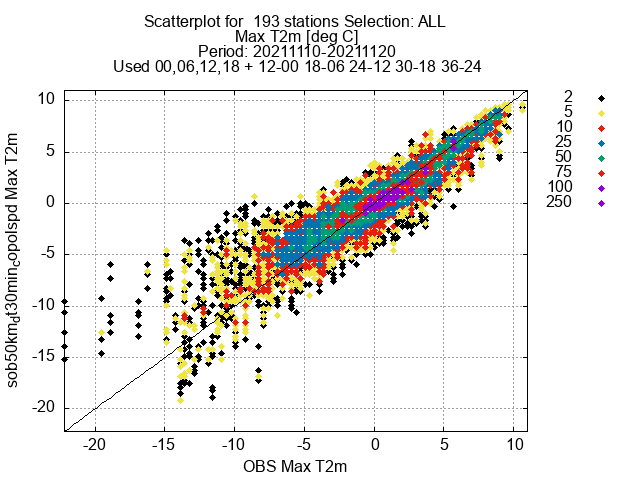 Scatterplot for  193 stations Selection: ALL
Max T2m [deg C]
Period: 20211110-20211120
Used 00,06,12,18 + 12-00 18-06 24-12 30-18 36-24
2
5
10
25
50
75
100
250
10
5
0
-5
-10
-15
-20
sob50km_dt30min_copolspd Max T2m
-20 -15 -10 -5 0 5 10
OBS Max T2m